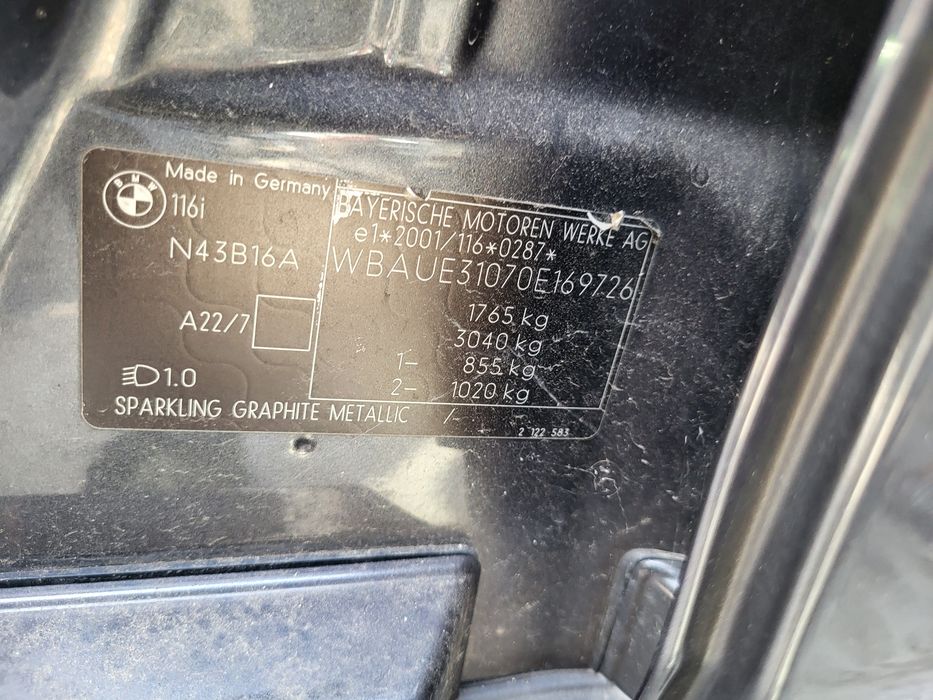 BMW
Made in Germany
116i
N43B16A
A22/7
1.0
SPARKLING GRAPHITE METALLIC /-
BAYERISCHE MOTOREN WERKE AG
e1*2001/116*0287*
WBAUE31070E169726
1765 kg
3040 kg
1- 855 kg
2- 1020 kg
2 122 583